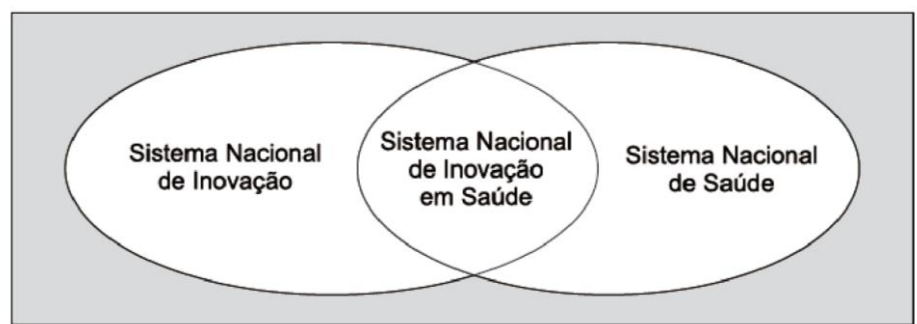 Sistema Nacional
de Inovação
Sistema Nacional
de Inovação
em Saúde
Sistema Nacional
de Saúde